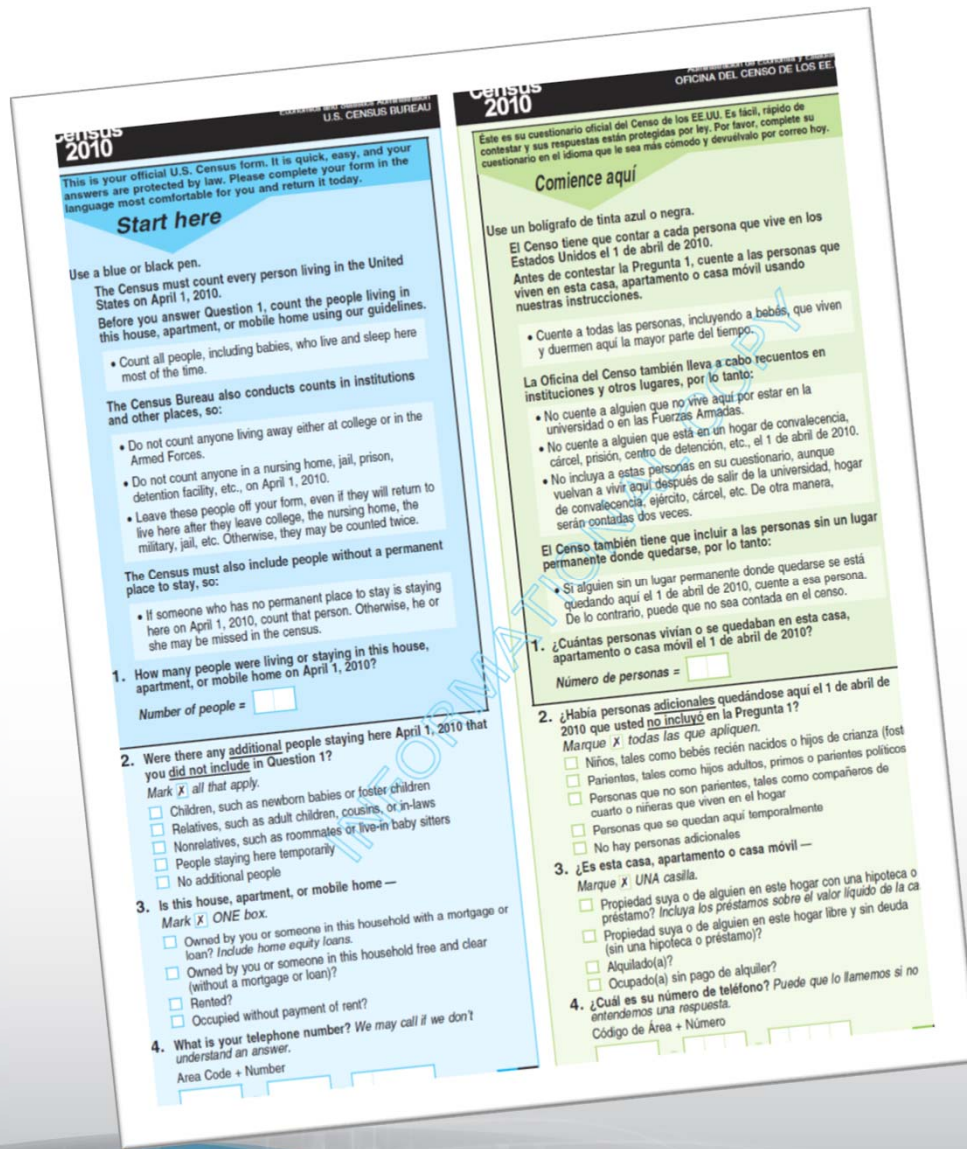 Census
2010
U.S. CENSUS BUREAU
This is your official U.S. Census form. It is quick, easy, and your
answers are protected by law. Please complete your form in the
language most comfortable for you and return it today.
Start here
Use a blue or black pen.
The Census must count every person living in the United
States on April 1, 2010.
Before you answer Question 1, count the people living in
this house, apartment, or mobile home using our guidelines.
• Count all people, including babies, who live and sleep here
most of the time.
The Census Bureau also conducts counts in institutions
and other places, so:
• Do not count anyone living away either at college or in the
Armed Forces.
• Do not count anyone in a nursing home, jail, prison,
detention facility, etc., on April 1, 2010.
• Leave these people off your form, even if they will return to
live here after they leave college, the nursing home, the
military, jail, etc. Otherwise, they may be counted twice.
The Census must also include people without a permanent
place to stay, so:
• If someone who has no permanent place to stay is staying
here on April 1, 2010, count that person. Otherwise, he or
she may be missed in the census.
1. How many people were living or staying in this house,
apartment, or mobile home on April 1, 2010?
Number of people =
2. Were there any additional people staying here April 1, 2010 that
you did not include in Question 1?
Mark X all that apply.
Children, such as newborn babies or foster children
Relatives, such as adult children, cousins, or in-laws
Nonrelatives, such as roommates or live-in baby sitters
People staying here temporarily
No additional people
3. Is this house, apartment, or mobile home —
Mark X ONE box.
Owned by you or someone in this household with a mortgage or
loan? Include home equity loans.
Owned by you or someone in this household free and clear
(without a mortgage or loan)?
Rented?
Occupied without payment of rent?
4. What is your telephone number? We may call if we don't
understand an answer.
Area Code + Number
Census
2010
OFICINA DEL CENSO DE LOS EE.
Éste es su cuestionario oficial del Censo de los EE.UU. Es fácil, rápido de
contestar y sus respuestas están protegidas por ley. Por favor, complete su
cuestionario en el idioma que le sea más cómodo y devuélvalo por correo hoy.
Comience aquí
Use un bolígrafo de tinta azul o negra.
El Censo tiene que contar a cada persona que vive en los
Estados Unidos el 1 de abril de 2010.
Antes de contestar la Pregunta 1, cuente a las personas que
viven en esta casa, apartamento o casa móvil usando
nuestras instrucciones.
• Cuente a todas las personas, incluyendo a bebés, que viven
y duermen aquí la mayor parte del tiempo.
La Oficina del Censo también lleva a cabo recuentos en
instituciones y otros lugares, por lo tanto:
• No cuente a alguien que no vive aquí por estar en la
universidad o en las Fuerzas Armadas.
• No cuente a alguien que está en un hogar de convalecencia,
cárcel, prisión, centro de detención, etc., el 1 de abril de 2010.
• No incluya a estas personas en su cuestionario, aunque
vuelvan a vivir aquí después de salir de la universidad, hogar
de convalecencia, ejército, cárcel, etc. De otra manera,
serán contadas dos veces.
El Censo también tiene que incluir a las personas sin un lugar
permanente donde quedarse, por lo tanto:
• Si alguien sin un lugar permanente donde quedarse se está
quedando aquí el 1 de abril de 2010, cuente a esa persona.
De lo contrario, puede que no sea contada en el censo.
1. ¿Cuántas personas vivían o se quedaban en esta casa,
apartamento o casa móvil el 1 de abril de 2010?
Número de personas =
2. ¿Había personas adicionales quedándose aquí el 1 de abril de
2010 que usted no incluyó en la Pregunta 1?
Marque X todas las que apliquen.
Niños, tales como bebés recién nacidos o hijos de crianza (fost
Parientes, tales como hijos adultos, primos o parientes políticos
Personas que no son parientes, tales como compañeros de
cuarto o niñeras que viven en el hogar
Personas que se quedan aquí temporalmente
No hay personas adicionales
3. ¿Es esta casa, apartamento o casa móvil —
Marque X UNA casilla.
Propiedad suya o de alguien en este hogar con una hipoteca o
préstamo? Incluya los préstamos sobre el valor líquido de la ca
Propiedad suya o de alguien en este hogar libre y sin deuda
(sin una hipoteca o préstamo)?
Alquilado(a)?
Ocupado(a) sin pago de alquiler?
4. ¿Cuál es su número de teléfono? Puede que lo llamemos si no
entendemos una respuesta.
Código de Área + Número
INFORMATIONAL COPY